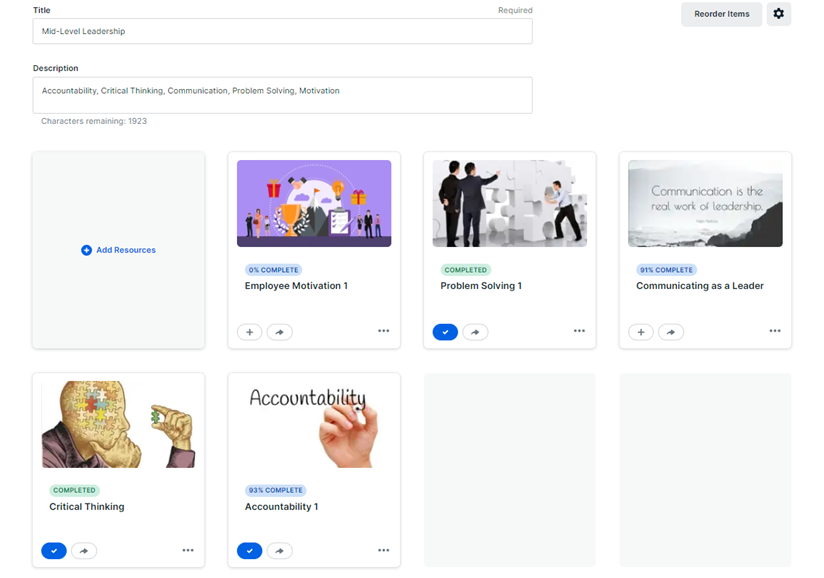 Title
Required
Reorder Items
Mid-Level Leadership
Description
Accountability, Critical Thinking, Communication, Problem Solving, Motivation
Characters remaining: 1923
Add Resources
0% COMPLETE
Employee Motivation 1
COMPLETED
Problem Solving 1
Communication is the
real work of leadership.
91% COMPLETE
Communicating as a Leader
COMPLETED
Critical Thinking
Accountability
93% COMPLETE
Accountability 1